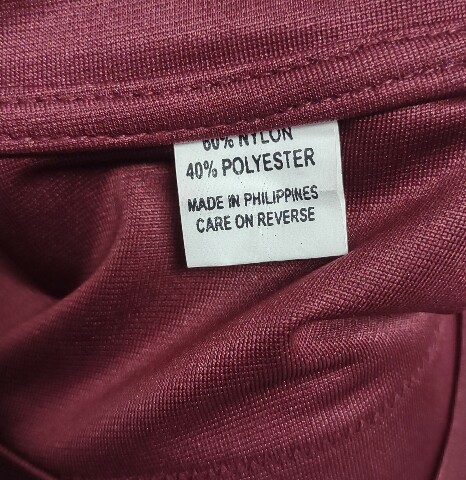 60% NYLON
40% POLYESTER
MADE IN PHILIPPINES
CARE ON REVERSE